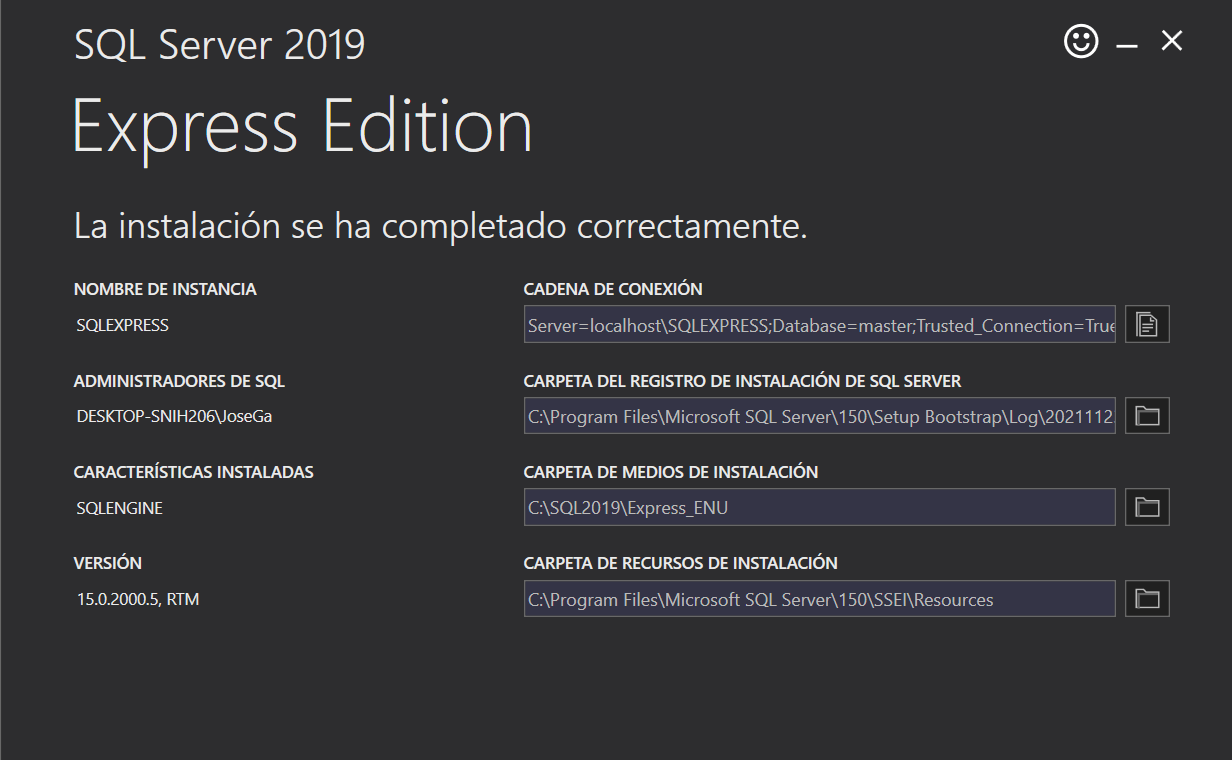 SQL Server 2019
Express Edition
La instalación se ha completado correctamente.
NOMBRE DE INSTANCIA
SQLEXPRESS
CADENA DE CONEXIÓN
Server=localhost\SQLEXPRESS;Database=master;Trusted_Connection=True
ADMINISTRADORES DE SQL
DESKTOP-SNIH206\JoseGa
CARPETA DEL REGISTRO DE INSTALACIÓN DE SQL SERVER
C:\Program Files\Microsoft SQL Server\150\Setup Bootstrap\Log\20211112
CARACTERÍSTICAS INSTALADAS
SQLENGINE
CARPETA DE MEDIOS DE INSTALACIÓN
C:\SQL2019\Express_ENU
VERSIÓN
15.0.2000.5, RTM
CARPETA DE RECURSOS DE INSTALACIÓN
C:\Program Files\Microsoft SQL Server\150\SSEI\Resources